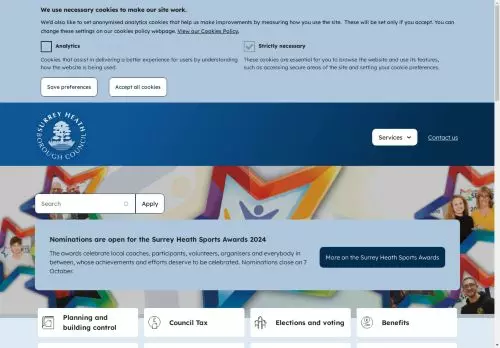 We use necessary cookies to make our site work.
We'd also like to set anonymised analytics cookies that help us make improvements by measuring how you use the site. These will be set only if you accept. You can
change these settings on our cookies policy webpage. View our Cookies Policy.
Analytics
Strictly necessary
Cookies that assist in delivering a better experience for users by understanding
how the website is being used.
These cookies are essential for you to browse the website and use its features,
such as accessing secure areas of the site and setting your cookie preferences.
Save preferences
Accept all cookies
SURREY HEATH
BOROUGH COUNCIL
Services
Contact us
Search
Apply
Nominations are open for the Surrey Heath Sports Awards 2024
The awards celebrate local coaches, participants, volunteers, organisers and everybody in
between, whose achievements and efforts deserve to be celebrated. Nominations close on 7
October.
More on the Surrey Heath Sports Awards
Planning and
building control
Council Tax
Elections and voting
Benefits